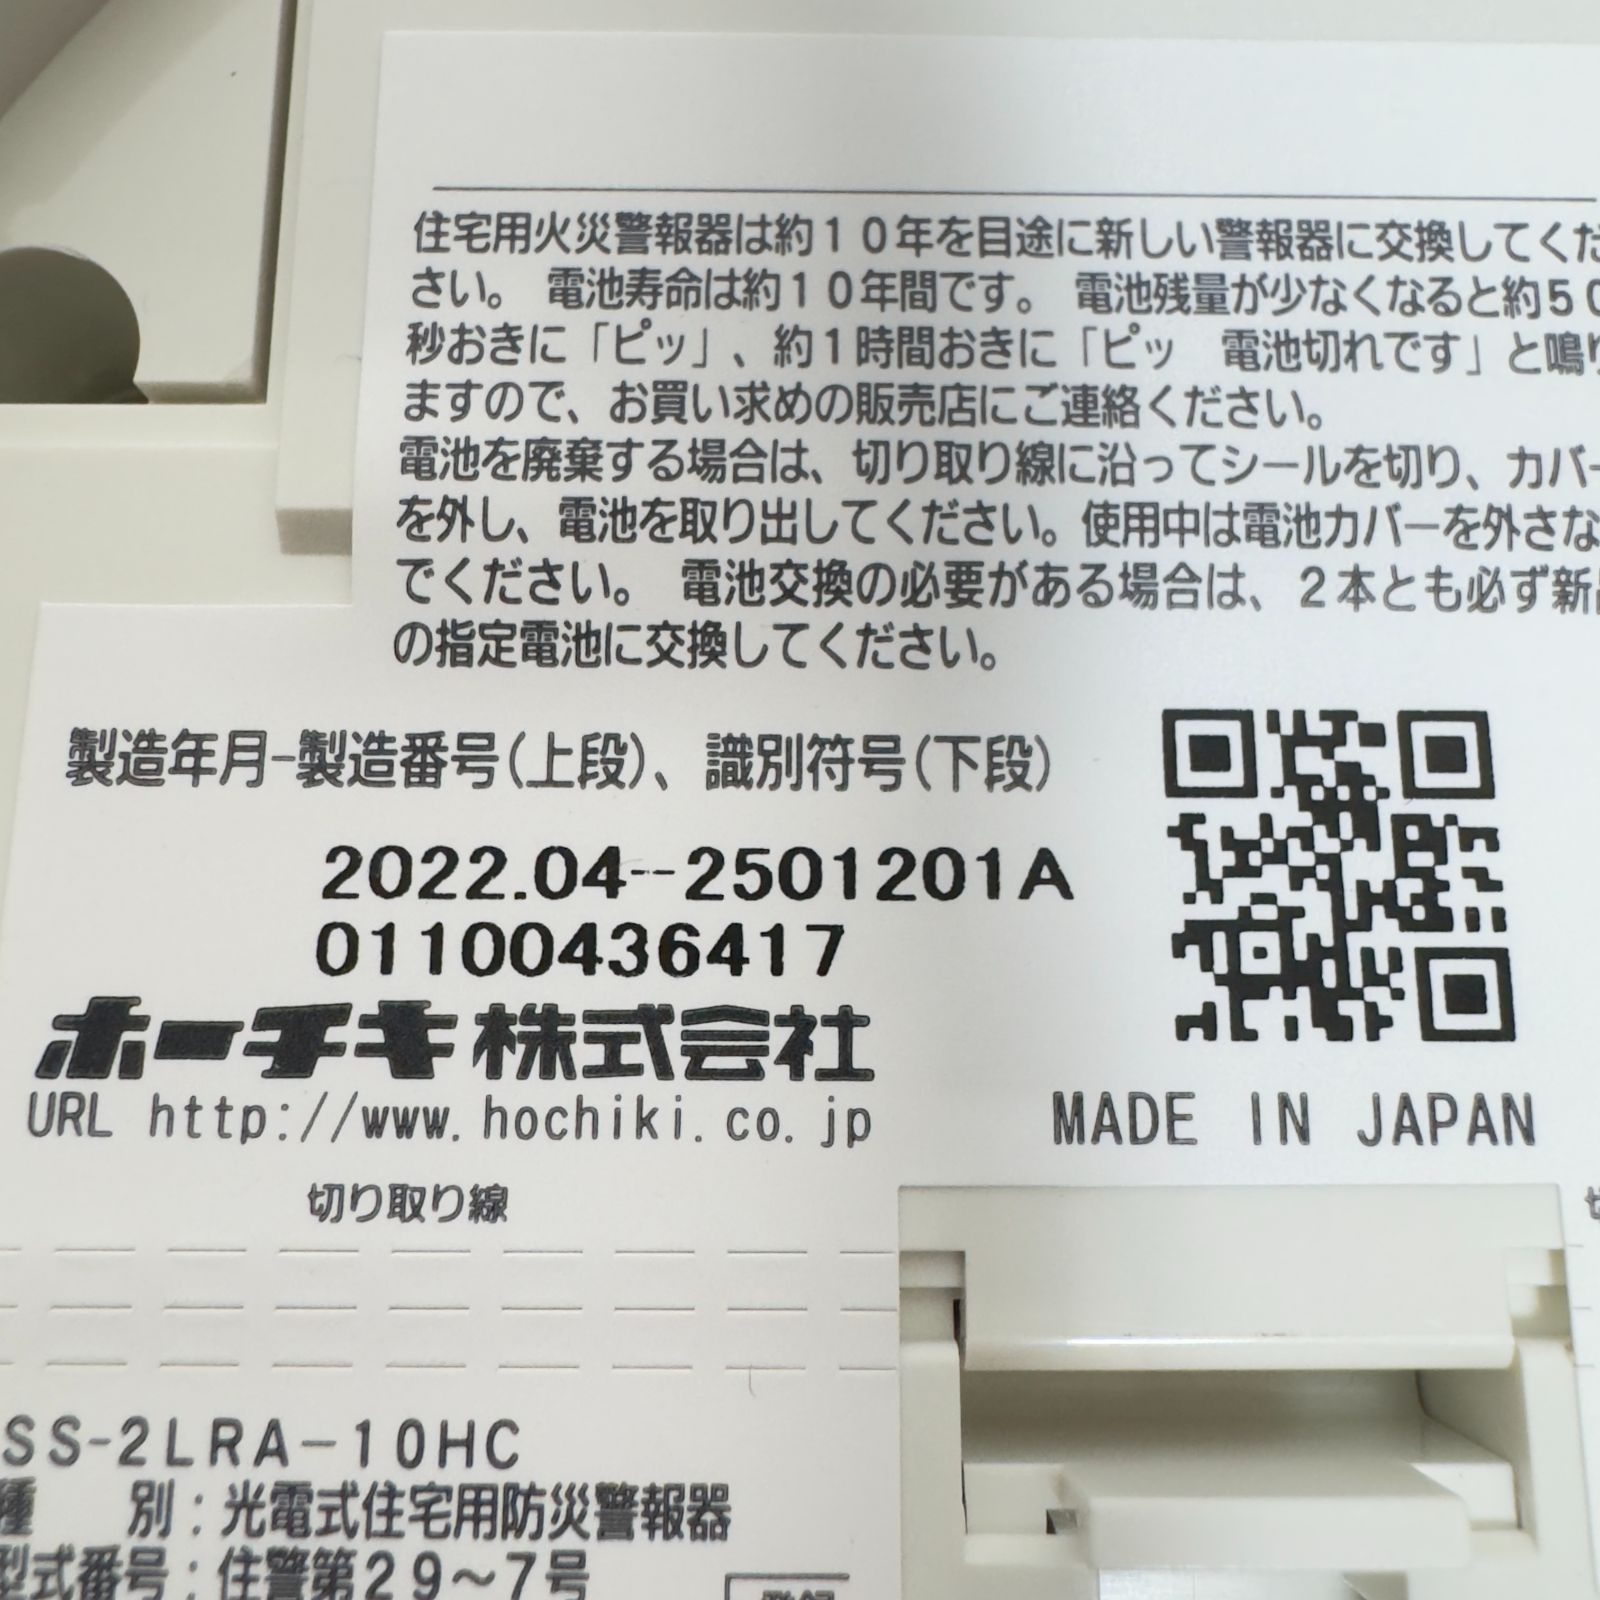 住宅用火災警報器は約10年を目途に新しい警報器に交換してくだ
さい。 電池寿命は約10年間です。 電池残量が少なくなると約50
秒おきに「ピッ」、約1時間おきに「ピッ 電池切れです」と鳴り
ますので、お買い求めの販売店にご連絡ください。
電池を廃棄する場合は、切り取り線に沿ってシールを切り、カバー
を外し、電池を取り出してください。使用中は電池カバーを外さな
でください。 電池交換の必要がある場合は、2本とも必ず新品
の指定電池に交換してください。
製造年月-製造番号(上段)、識別符号(下段)
2022.04--2501201A
01100436417
ホーチキ株式会社
URL http://www.hochiki.co.jp
MADE IN JAPAN
切り取り線
SS-2LRA-10HC
種 別:光電式住宅用防災警報器
型式番号:住警第29~7号